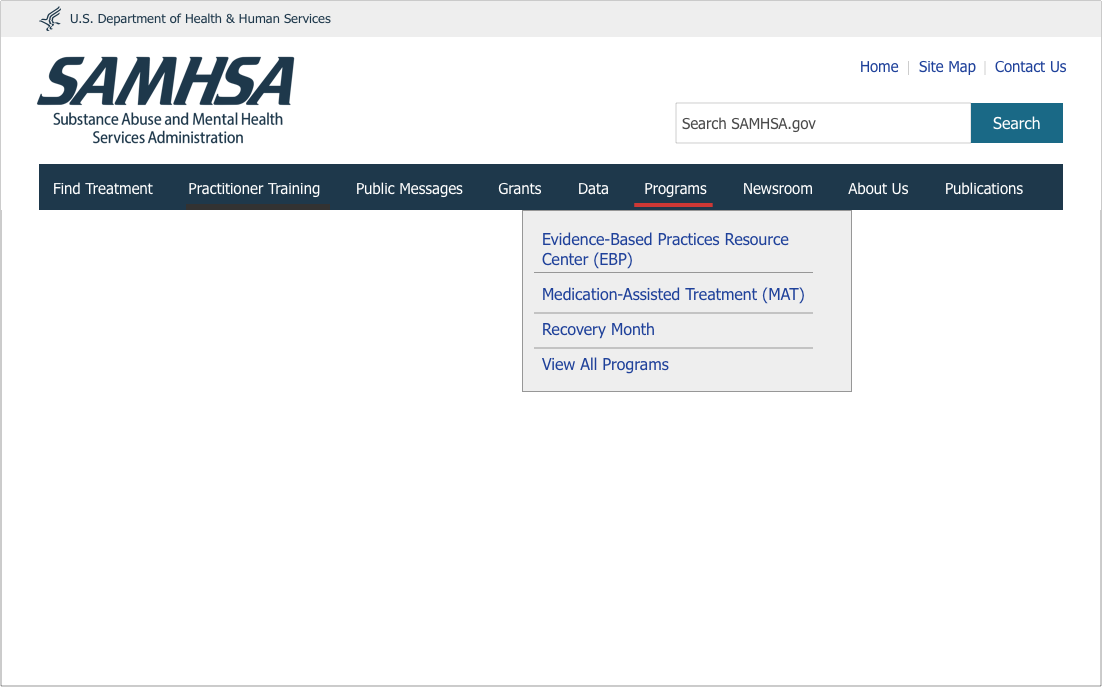 U.S. Department of Health & Human Services
SAMHSA
Substance Abuse and Mental Health
Services Administration
Home | Site Map | Contact Us
Search SAMHSA.gov
Search
Find Treatment Practitioner Training Public Messages Grants Data Programs Newsroom About Us Publications
Evidence-Based Practices Resource
Center (EBP)
Medication-Assisted Treatment (MAT)
Recovery Month
View All Programs